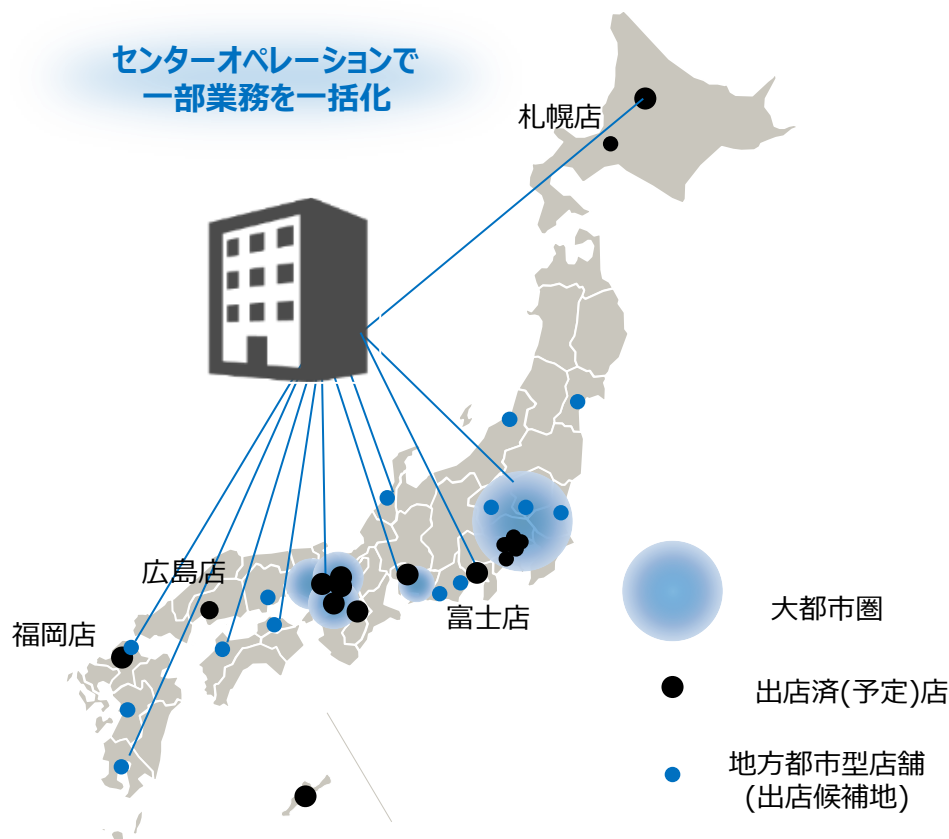 センターオペレーションで
一部業務を一括化
札幌店
広島店
福岡店
富士店
大都市圏
出店済(予定)店
地方都市型店舗
(出店候補地)